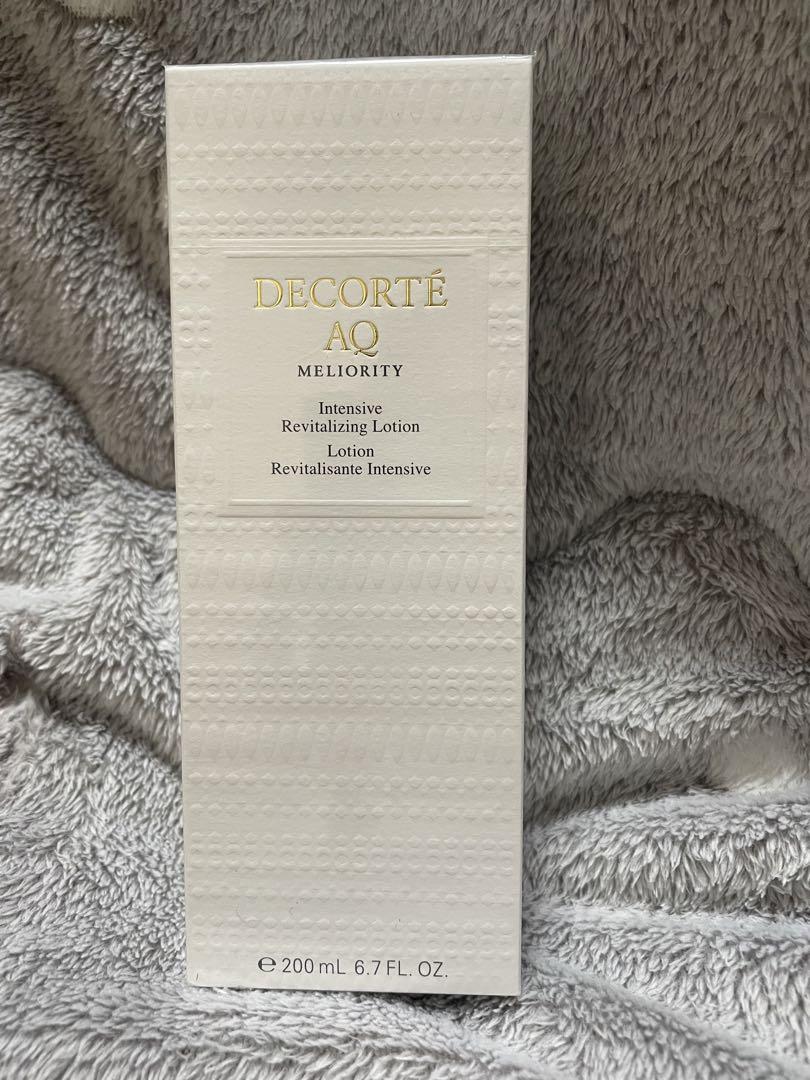 DECORTÉ
AQ
MELIORITY
Intensive
Revitalizing Lotion
Lotion
Revitalisante Intensive
℮ 200 mL 6.7 FL. OZ.